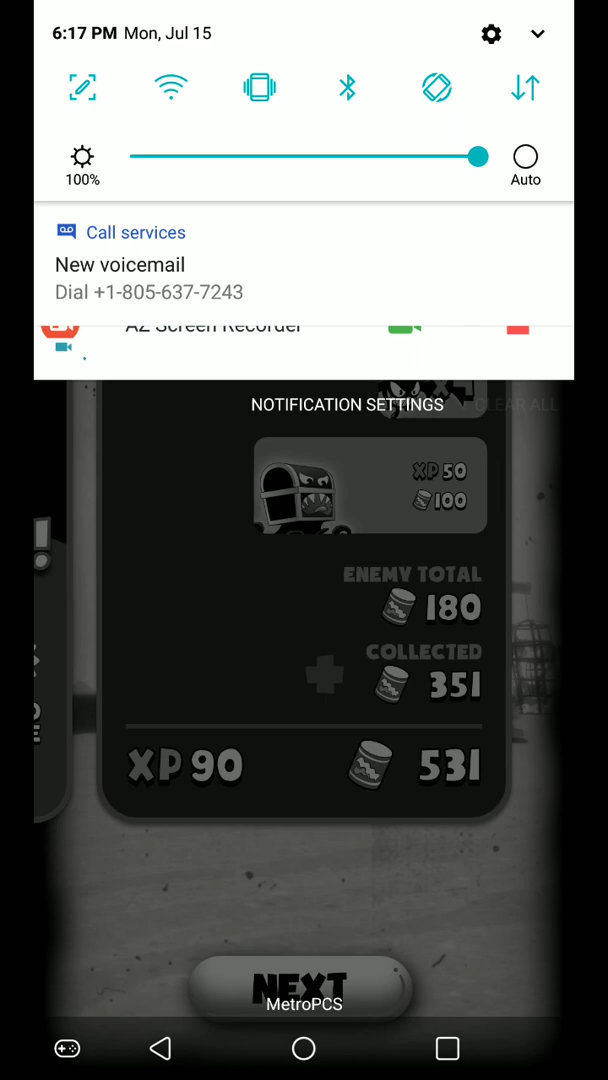 6:17 PM Mon, Jul 15
100%
Auto
Call services
New voicemail
Dial +1-805-637-7243
AZ Screen Recorder
NOTIFICATION SETTINGS CLEAR ALL
XP 50
100
ENEMY TOTAL
180
COLLECTED
351
XP 90 531
NEXT
MetroPCS